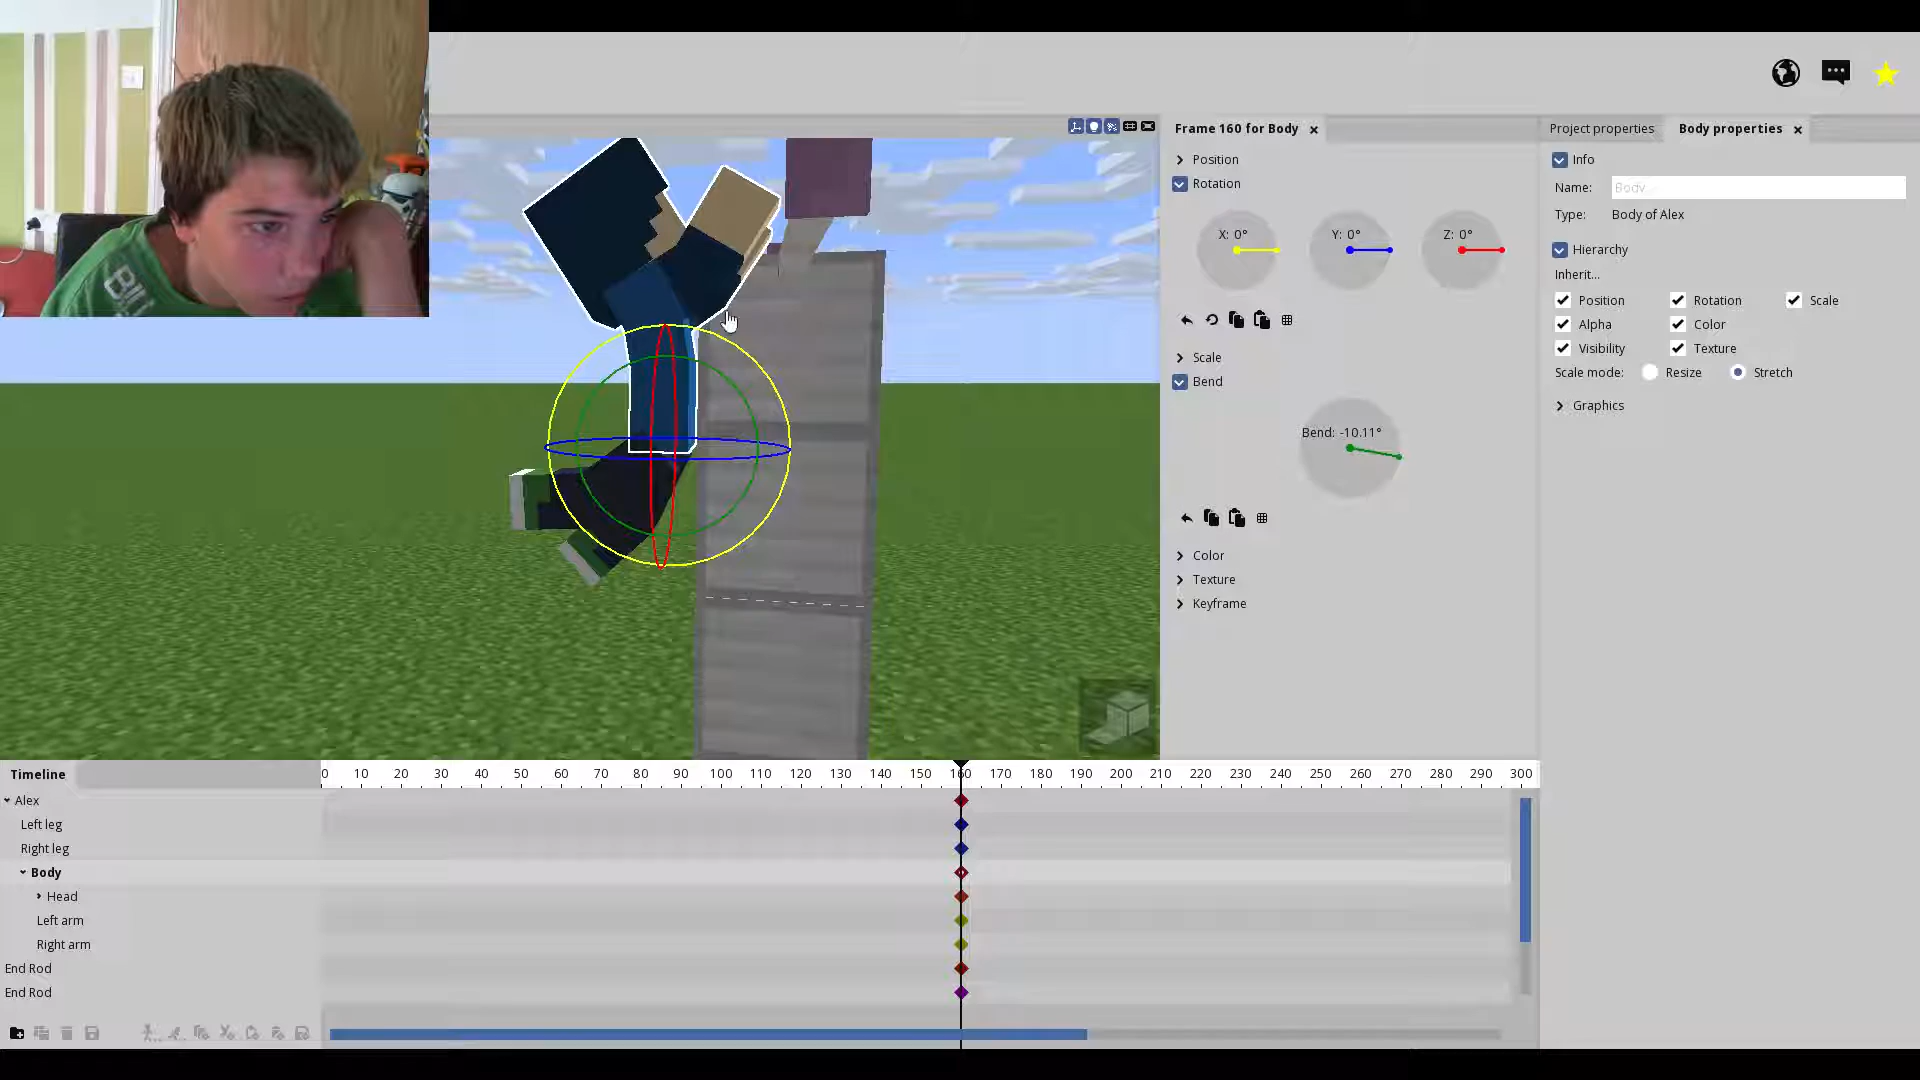 BILL
Frame 160 for Body
Position
Rotation
X: 0°
Y: 0°
Z: 0°
Scale
Bend
Bend: -10.11°
Color
Texture
Keyframe
Project properties
Body properties
Info
Name: Body
Type: Body of Alex
Hierarchy
Inherit...
Position Rotation Scale
Alpha Color
Visibility Texture
Scale mode: Resize Stretch
Graphics
Timeline
0 10 20 30 40 50 60 70 80 90 100 110 120 130 140 150 160 170 180 190 200 210 220 230 240 250 260 270 280 290 300
Alex
Left leg
Right leg
Body
Head
Left arm
Right arm
End Rod
End Rod